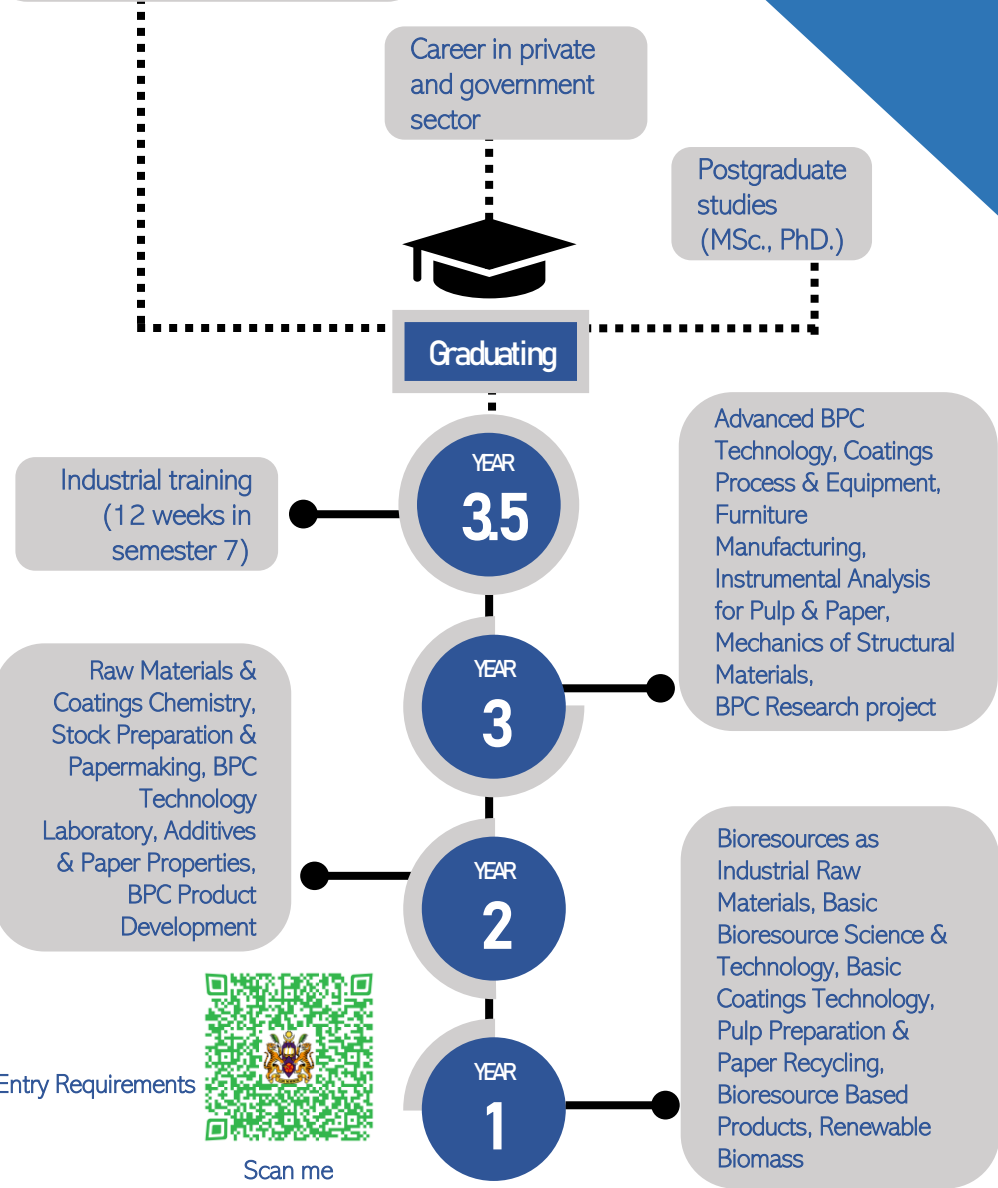 Career in private
and government
sector
Postgraduate
studies
(MSc., PhD.)
Graduating
YEAR
3.5
Industrial training
(12 weeks in
semester 7)
Advanced BPC
Technology, Coatings
Process & Equipment,
Furniture
Manufacturing,
Instrumental Analysis
for Pulp & Paper,
Mechanics of Structural
Materials,
BPC Research project
YEAR
3
Raw Materials &
Coatings Chemistry,
Stock Preparation &
Papermaking, BPC
Technology
Laboratory, Additives
& Paper Properties,
BPC Product
Development
YEAR
2
Bioresources as
Industrial Raw
Materials, Basic
Bioresource Science &
Technology, Basic
Coatings Technology,
Pulp Preparation &
Paper Recycling,
Bioresource Based
Products, Renewable
Biomass
YEAR
1
Entry Requirements
Scan me